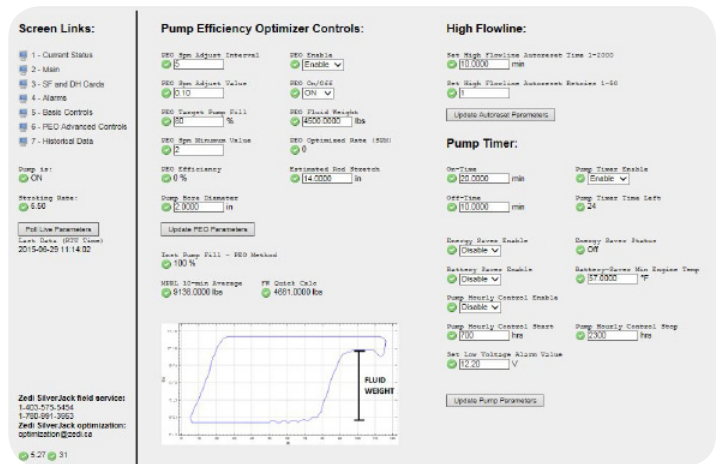 Screen Links:
1 - Current Status
2 - Main
3 - SF and DH Cards
4 - Alarms
5 - Basic Controls
6 - PEO Advanced Controls
7 - Historical Data
Pump is:
ON
Stroking Rate:
6.50
Poll Live Parameters
Last Data (RTU Time)
2015-06-29 11:14:02
Zedi SilverJack field service:
1-403-575-5454
1-780-991-3963
Zedi SilverJack optimization:
optimization@zedi.ca
5.27 31
Pump Efficiency Optimizer Controls:
PEO Spm Adjust Interval PEO Enable
5 Enable
PEO Spm Adjust Value PEO On/Off
0.10 ON
PEO Target Pump Fill PEO Fluid Weight
80 % 4500.0000 lbs
PEO Spm Minimum Value PEO Optimized Rate (SPM)
2 0
PEO Efficiency Estimated Rod Stretch
0 % 14.0000 in
Pump Bore Diameter
2.0000 in
Update PEO Parameters
Inst Pump Fill - PEO Method
100 %
MPRL 10-min Average FW Quick Calc
9138.0000 lbs 4661.0000 lbs
FLUID
WEIGHT
High Flowline:
Set High Flowline Autoreset Time 1-2000
10.0000 min
Set High Flowline Autoreset Retries 1-50
1
Update Autoreset Parameters
Pump Timer:
On-Time Pump Timer Enable
20.0000 min Enable
Off-Time Pump Timer Time Left
10.0000 min 24
Energy Saver Enable Energy Saver Status
Disable Off
Battery Saver Enable Battery-Saver Min Engine Temp
Disable 57.0000 °F
Pump Hourly Control Enable
Disable
Pump Hourly Control Start Pump Hourly Control Stop
700 hrs 2300 hrs
Set Low Voltage Alarm Value
12.20 V
Update Pump Parameters